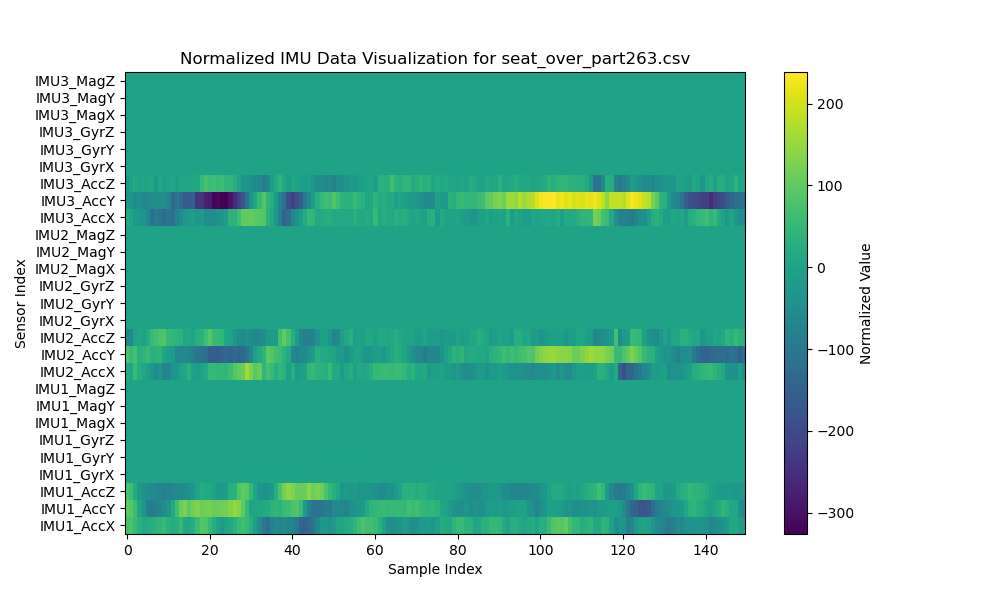 Normalized IMU Data Visualization for seat_over_part263.csv
IMU3_MagZ
IMU3_MagY
IMU3_MagX
IMU3_GyrZ
IMU3_GyrY
IMU3_GyrX
IMU3_AccZ
IMU3_AccY
IMU3_AccX
IMU2_MagZ
IMU2_MagY
IMU2_MagX
IMU2_GyrZ
IMU2_GyrY
IMU2_GyrX
IMU2_AccZ
IMU2_AccY
IMU2_AccX
IMU1_MagZ
IMU1_MagY
IMU1_MagX
IMU1_GyrZ
IMU1_GyrY
IMU1_GyrX
IMU1_AccZ
IMU1_AccY
IMU1_AccX
Sensor Index
0 20 40 60 80 100 120 140
Sample Index
200
100
0
−100
−200
−300
Normalized Value